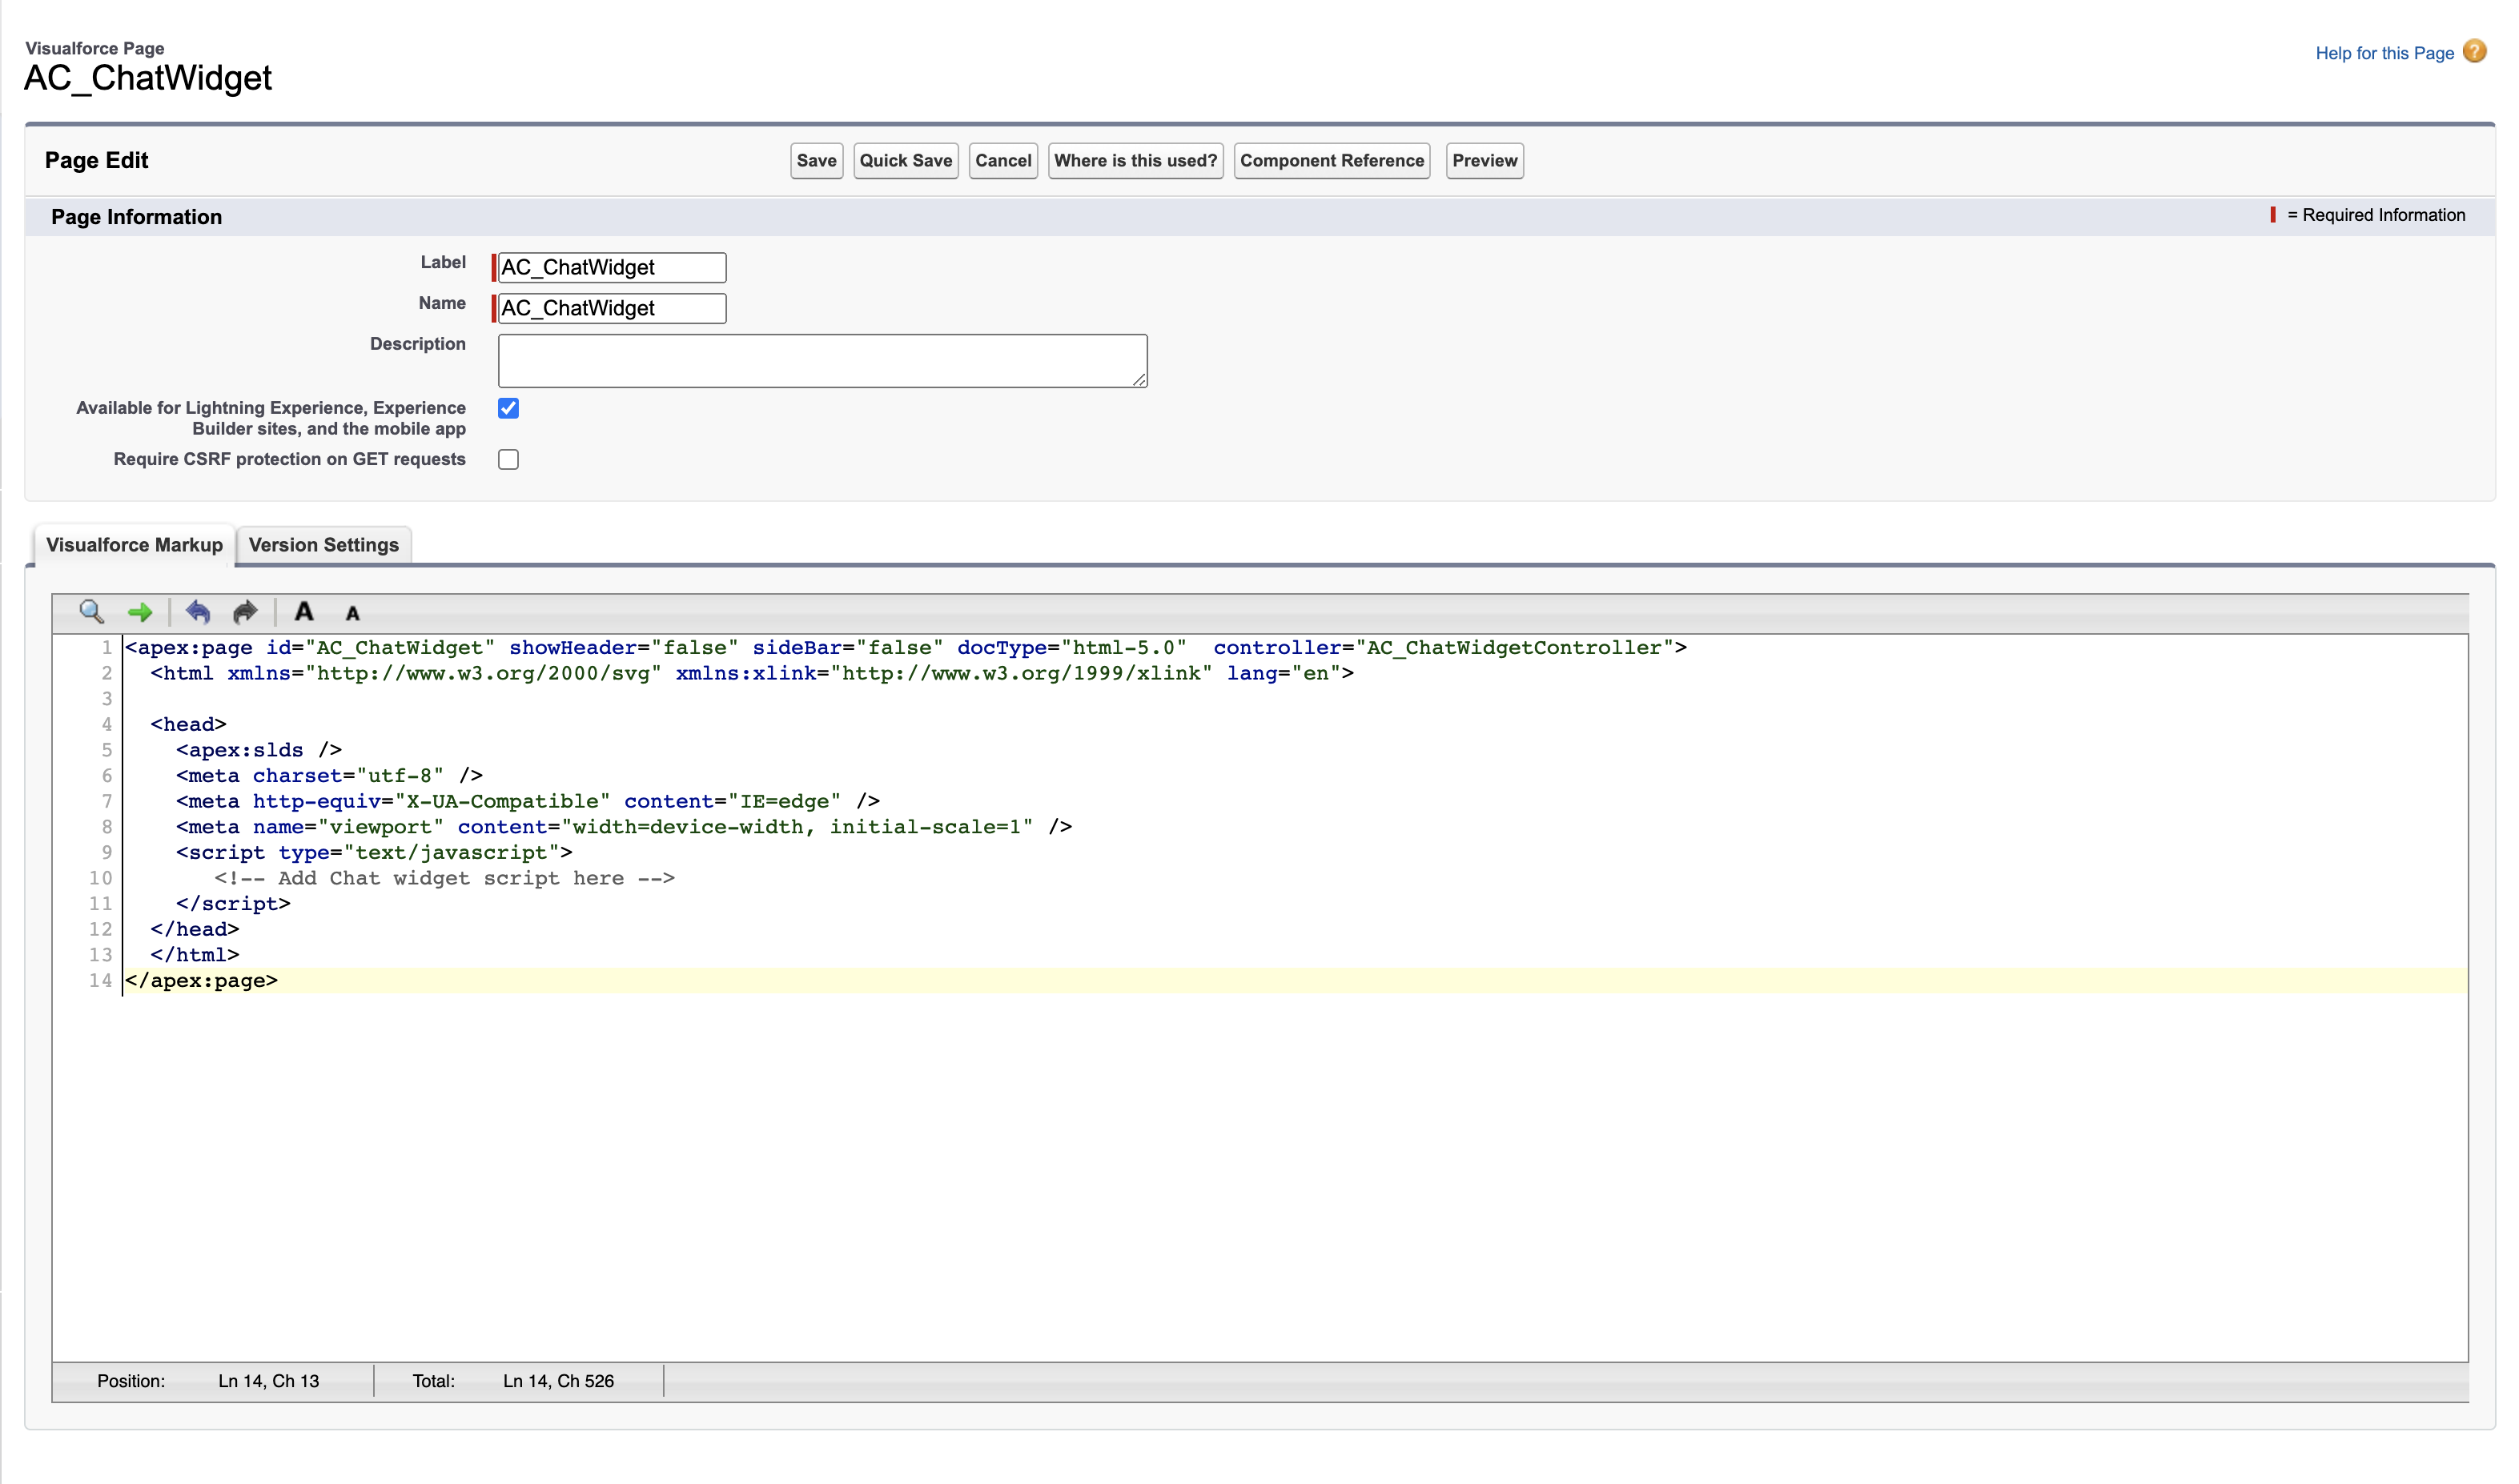 Visualforce Page
AC_ChatWidget
Help for this Page
Page Edit
Save Quick Save Cancel Where is this used? Component Reference Preview
Page Information
= Required Information
Label AC_ChatWidget
Name AC_ChatWidget
Description
Available for Lightning Experience, Experience
Builder sites, and the mobile app
Require CSRF protection on GET requests
Visualforce Markup Version Settings
A A
1 <apex:page id="AC_ChatWidget" showHeader="false" sideBar="false" docType="html-5.0"  controller="AC_ChatWidgetController">
2   <html xmlns="http://www.w3.org/2000/svg" xmlns:xlink="http://www.w3.org/1999/xlink" lang="en">
3
4   <head>
5     <apex:slds />
6     <meta charset="utf-8" />
7     <meta http-equiv="X-UA-Compatible" content="IE=edge" />
8     <meta name="viewport" content="width=device-width, initial-scale=1" />
9     <script type="text/javascript">
10        <!-- Add Chat widget script here -->
11     </script>
12   </head>
13   </html>
14 </apex:page>
Position: Ln 14, Ch 13 Total: Ln 14, Ch 526